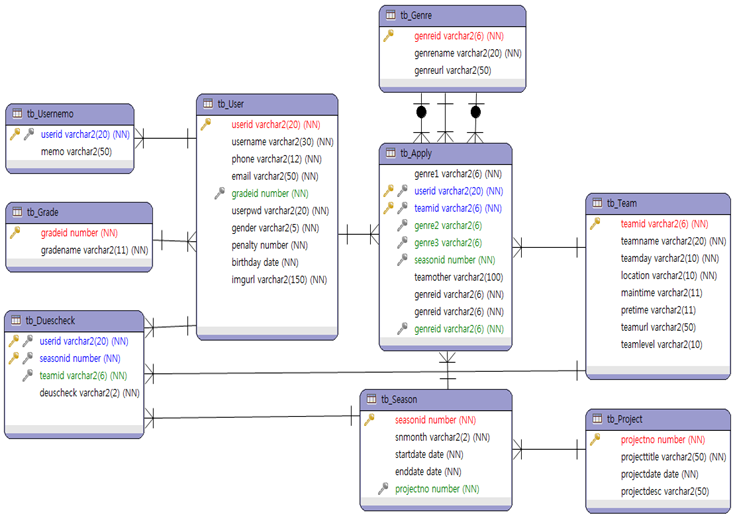 tb_Genre
genreid varchar2(6) (NN)
genrename varchar2(20) (NN)
genreurl varchar2(50)
tb_Usernemo
userid varchar2(20) (NN)
memo varchar2(50)
tb_User
userid varchar2(20) (NN)
username varchar2(30) (NN)
phone varchar2(12) (NN)
email varchar2(50) (NN)
gradeid number (NN)
userpwd varchar2(20) (NN)
gender varchar2(5) (NN)
penalty number (NN)
birthday date (NN)
imgurl varchar2(150) (NN)
tb_Apply
genre1 varchar2(6) (NN)
userid varchar2(20) (NN)
teamid varchar2(6) (NN)
genre2 varchar2(6)
genre3 varchar2(6)
seasonid number (NN)
teamother varchar2(100)
genreid varchar2(6) (NN)
genreid varchar2(6) (NN)
genreid varchar2(6) (NN)
tb_Grade
gradeid number (NN)
gradename varchar2(11) (NN)
tb_Team
teamid varchar2(6) (NN)
teamname varchar2(20) (NN)
teamday varchar2(10) (NN)
location varchar2(10) (NN)
maintime varchar2(11)
pretime varchar2(11)
teamurl varchar2(50)
teamlevel varchar2(10)
tb_Duescheck
userid varchar2(20) (NN)
seasonid number (NN)
teamid varchar2(6) (NN)
deuscheck varchar2(2) (NN)
tb_Season
seasonid number (NN)
snmonth varchar2(2) (NN)
startdate date (NN)
enddate date (NN)
projectno number (NN)
tb_Project
projectno number (NN)
projecttitle varchar2(50) (NN)
projectdate date (NN)
projectdesc varchar2(50)